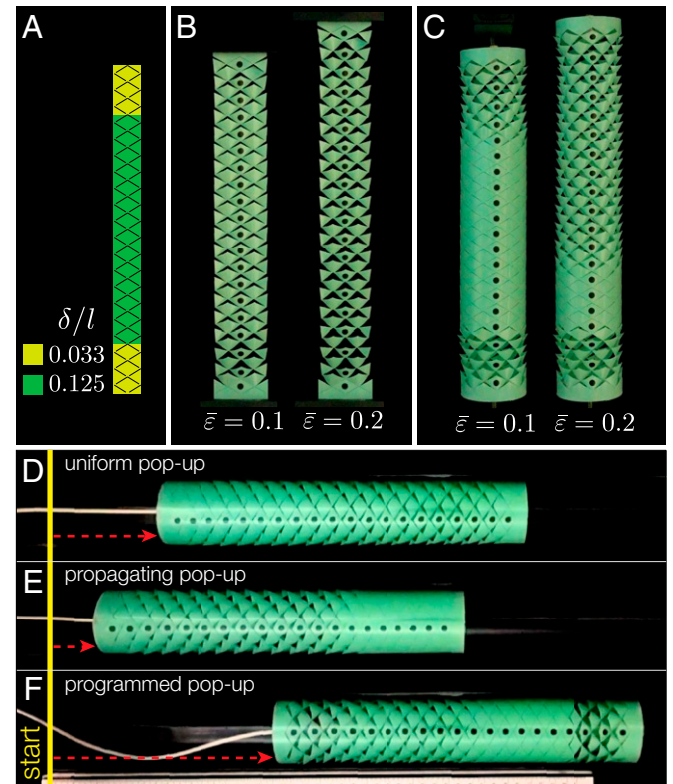 A
B
C
δ/l
0.033
0.125
ε̄ = 0.1
ε̄ = 0.2
ε̄ = 0.1
ε̄ = 0.2
D
uniform pop-up
E
propagating pop-up
F
programmed pop-up
start